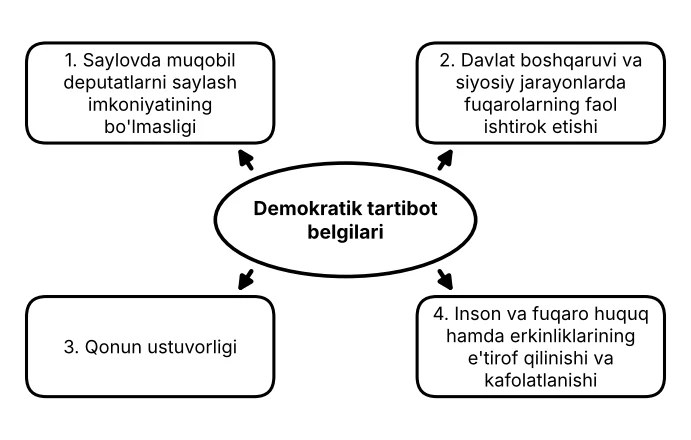 1. Saylovda muqobil
deputatlarni saylash
imkoniyatining
bo'lmasligi
2. Davlat boshqaruvi va
siyosiy jarayonlarda
fuqarolarning faol
ishtirok etishi
Demokratik tartibot
belgilari
3. Qonun ustuvorligi
4. Inson va fuqaro huquq
hamda erkinliklarining
e'tirof qilinishi va
kafolatlanishi